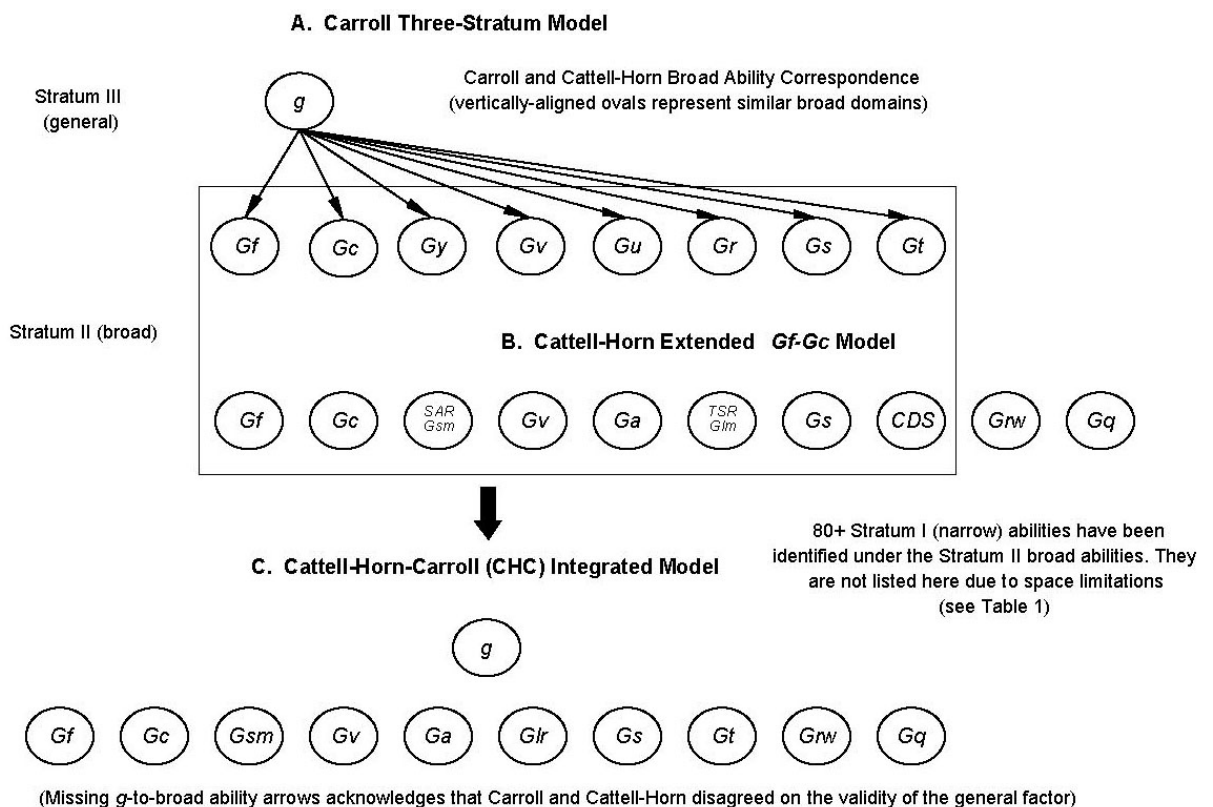 A. Carroll Three-Stratum Model
Carroll and Cattell-Horn Broad Ability Correspondence
(vertically-aligned ovals represent similar broad domains)
Stratum III
(general)
g
Gf Gc Gy Gv Gu Gr Gs Gt
Stratum II (broad)
B. Cattell-Horn Extended Gf-Gc Model
Gf Gc SAR Gsm Gv Ga TSR Glm Gs CDS Grw Gq
80+ Stratum I (narrow) abilities have been
identified under the Stratum II broad abilities. They
are not listed here due to space limitations
(see Table 1)
C. Cattell-Horn-Carroll (CHC) Integrated Model
g
Gf Gc Gsm Gv Ga Glr Gs Gt Grw Gq
(Missing g-to-broad ability arrows acknowledges that Carroll and Cattell-Horn disagreed on the validity of the general factor)